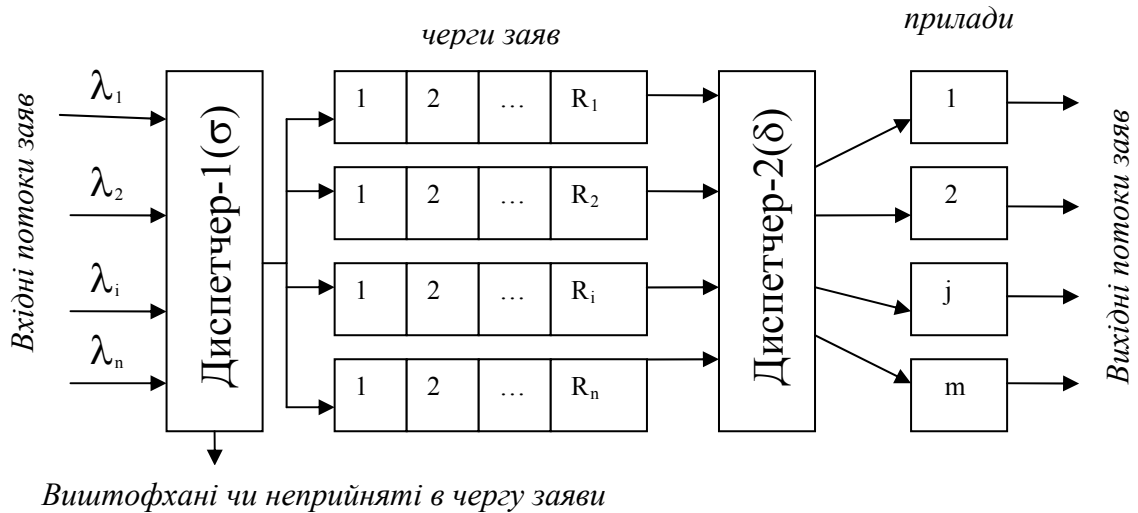 черги заяв
прилади
Вхідні потоки заяв
λ1
λ2
λi
λn
Диспетчер-1(σ)
1 2 … R1
1 2 … R2
1 2 … Ri
1 2 … Rn
Диспетчер-2(δ)
1
2
j
m
Вихідні потоки заяв
Виштофхані чи неприйняті в чергу заяви